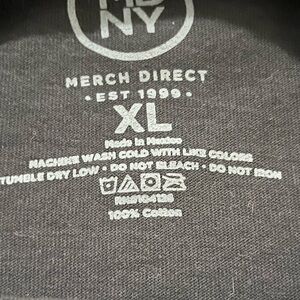 MD
NY
MERCH DIRECT
• EST 1999 •
XL
Made in Mexico
MACHINE WASH COLD WITH LIKE COLORS
TUMBLE DRY LOW • DO NOT BLEACH • DO NOT IRON
100% Cotton